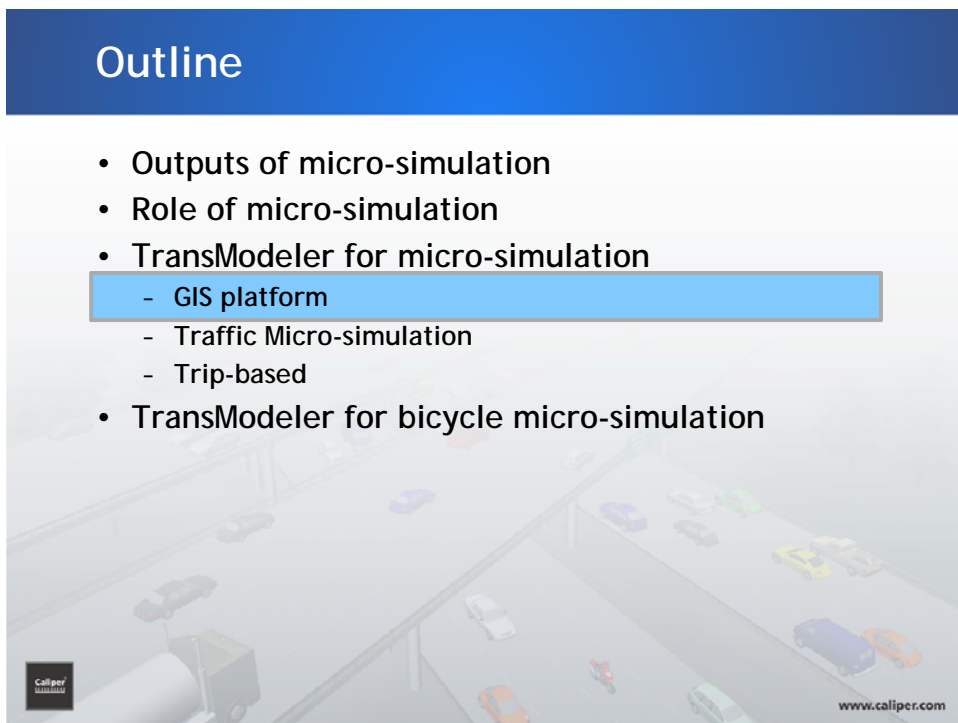 Outline
• Outputs of micro-simulation
• Role of micro-simulation
• TransModeler for micro-simulation
– GIS platform
– Traffic Micro-simulation
– Trip-based
• TransModeler for bicycle micro-simulation
Caliper
www.caliper.com